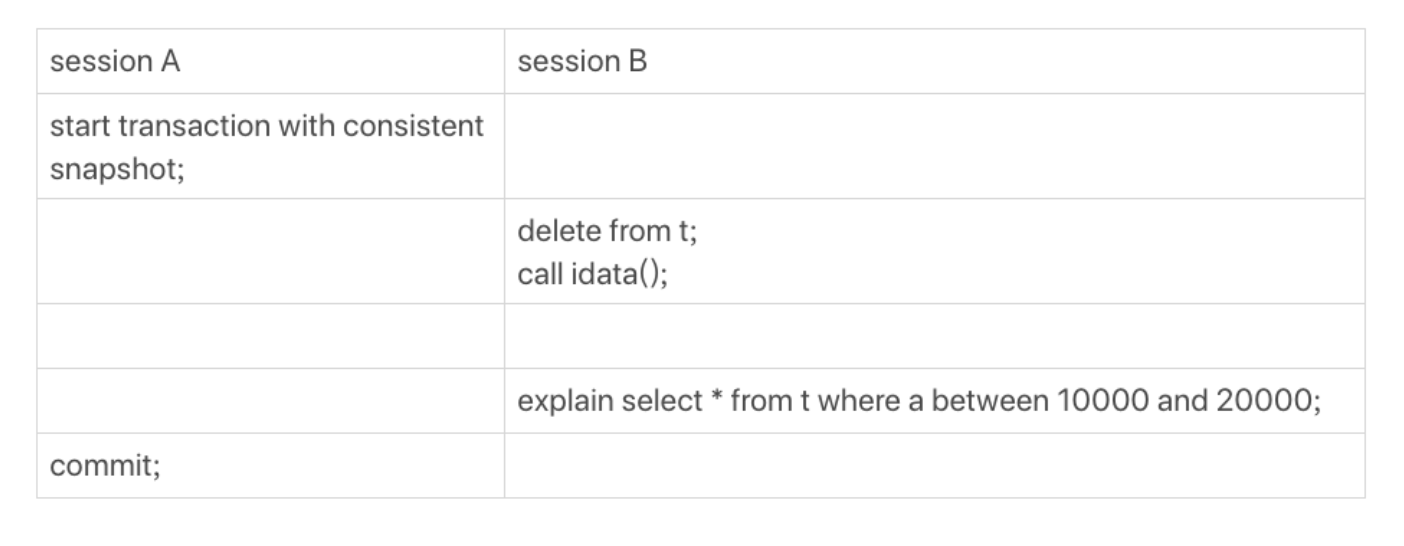 session A
session B
start transaction with consistent
snapshot;
delete from t;
call idata();
explain select * from t where a between 10000 and 20000;
commit;